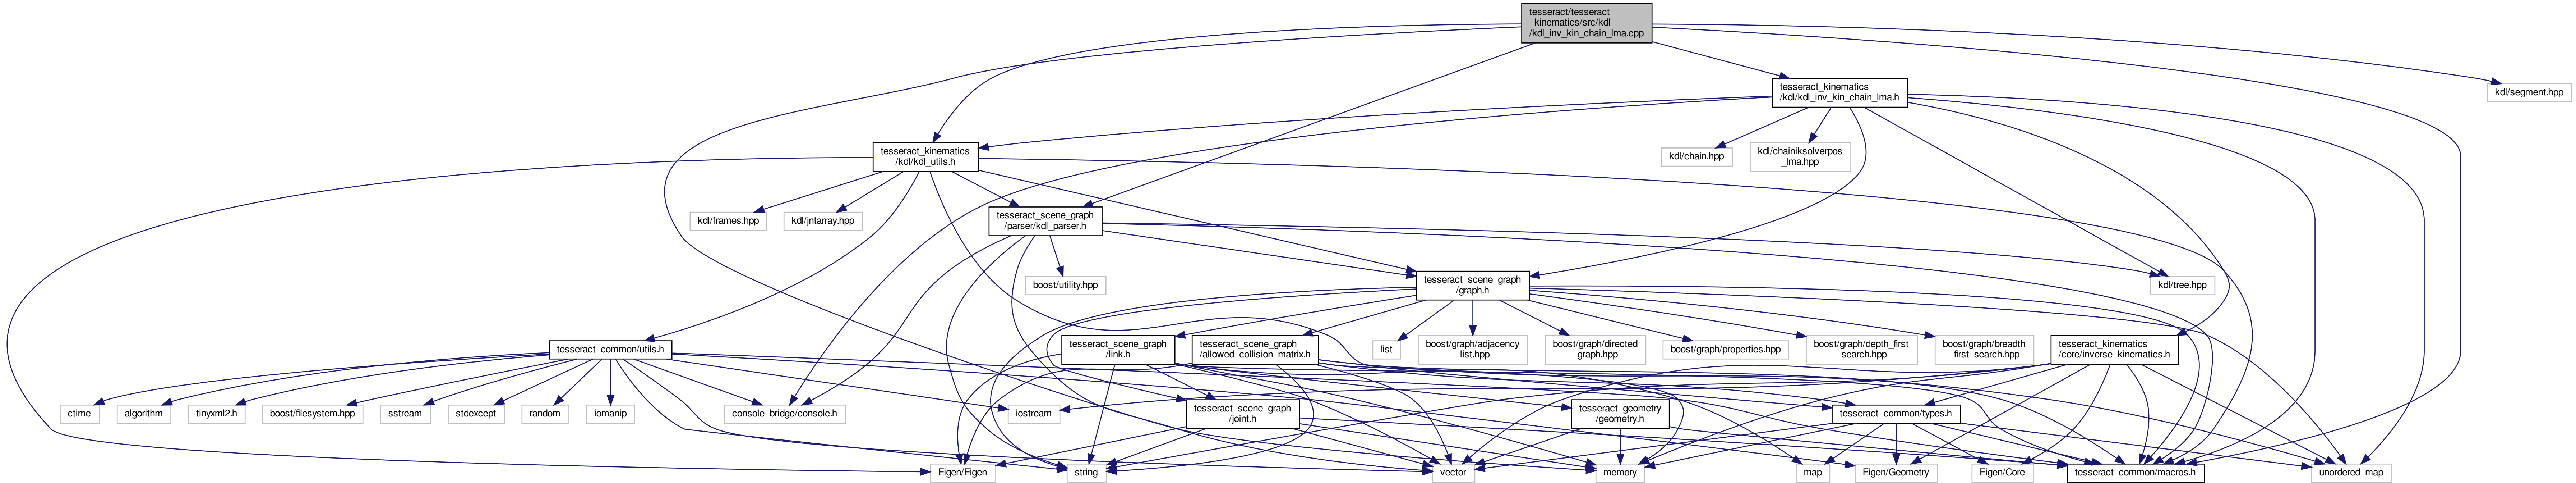 tesseract/tesseract
_kinematics/src/kdl
/kdl_inv_kin_chain_lma.cpp
tesseract_kinematics
/kdl/kdl_inv_kin_chain_lma.h
kdl/segment.hpp
tesseract_kinematics
/kdl/kdl_utils.h
kdl/chain.hpp
kdl/chainiksolverpos
_lma.hpp
kdl/frames.hpp
kdl/jntarray.hpp
tesseract_scene_graph
/parser/kdl_parser.h
boost/utility.hpp
tesseract_scene_graph
/graph.h
kdl/tree.hpp
tesseract_common/utils.h
tesseract_scene_graph
/link.h
tesseract_scene_graph
/allowed_collision_matrix.h
list
boost/graph/adjacency
_list.hpp
boost/graph/directed
_graph.hpp
boost/graph/properties.hpp
boost/graph/depth_first
_search.hpp
boost/graph/breadth
_first_search.hpp
tesseract_kinematics
/core/inverse_kinematics.h
ctime
algorithm
tinyxml2.h
boost/filesystem.hpp
sstream
stdexcept
random
iomanip
console_bridge/console.h
iostream
tesseract_scene_graph
/joint.h
tesseract_geometry
/geometry.h
tesseract_common/types.h
Eigen/Eigen
string
vector
memory
map
Eigen/Geometry
Eigen/Core
tesseract_common/macros.h
unordered_map